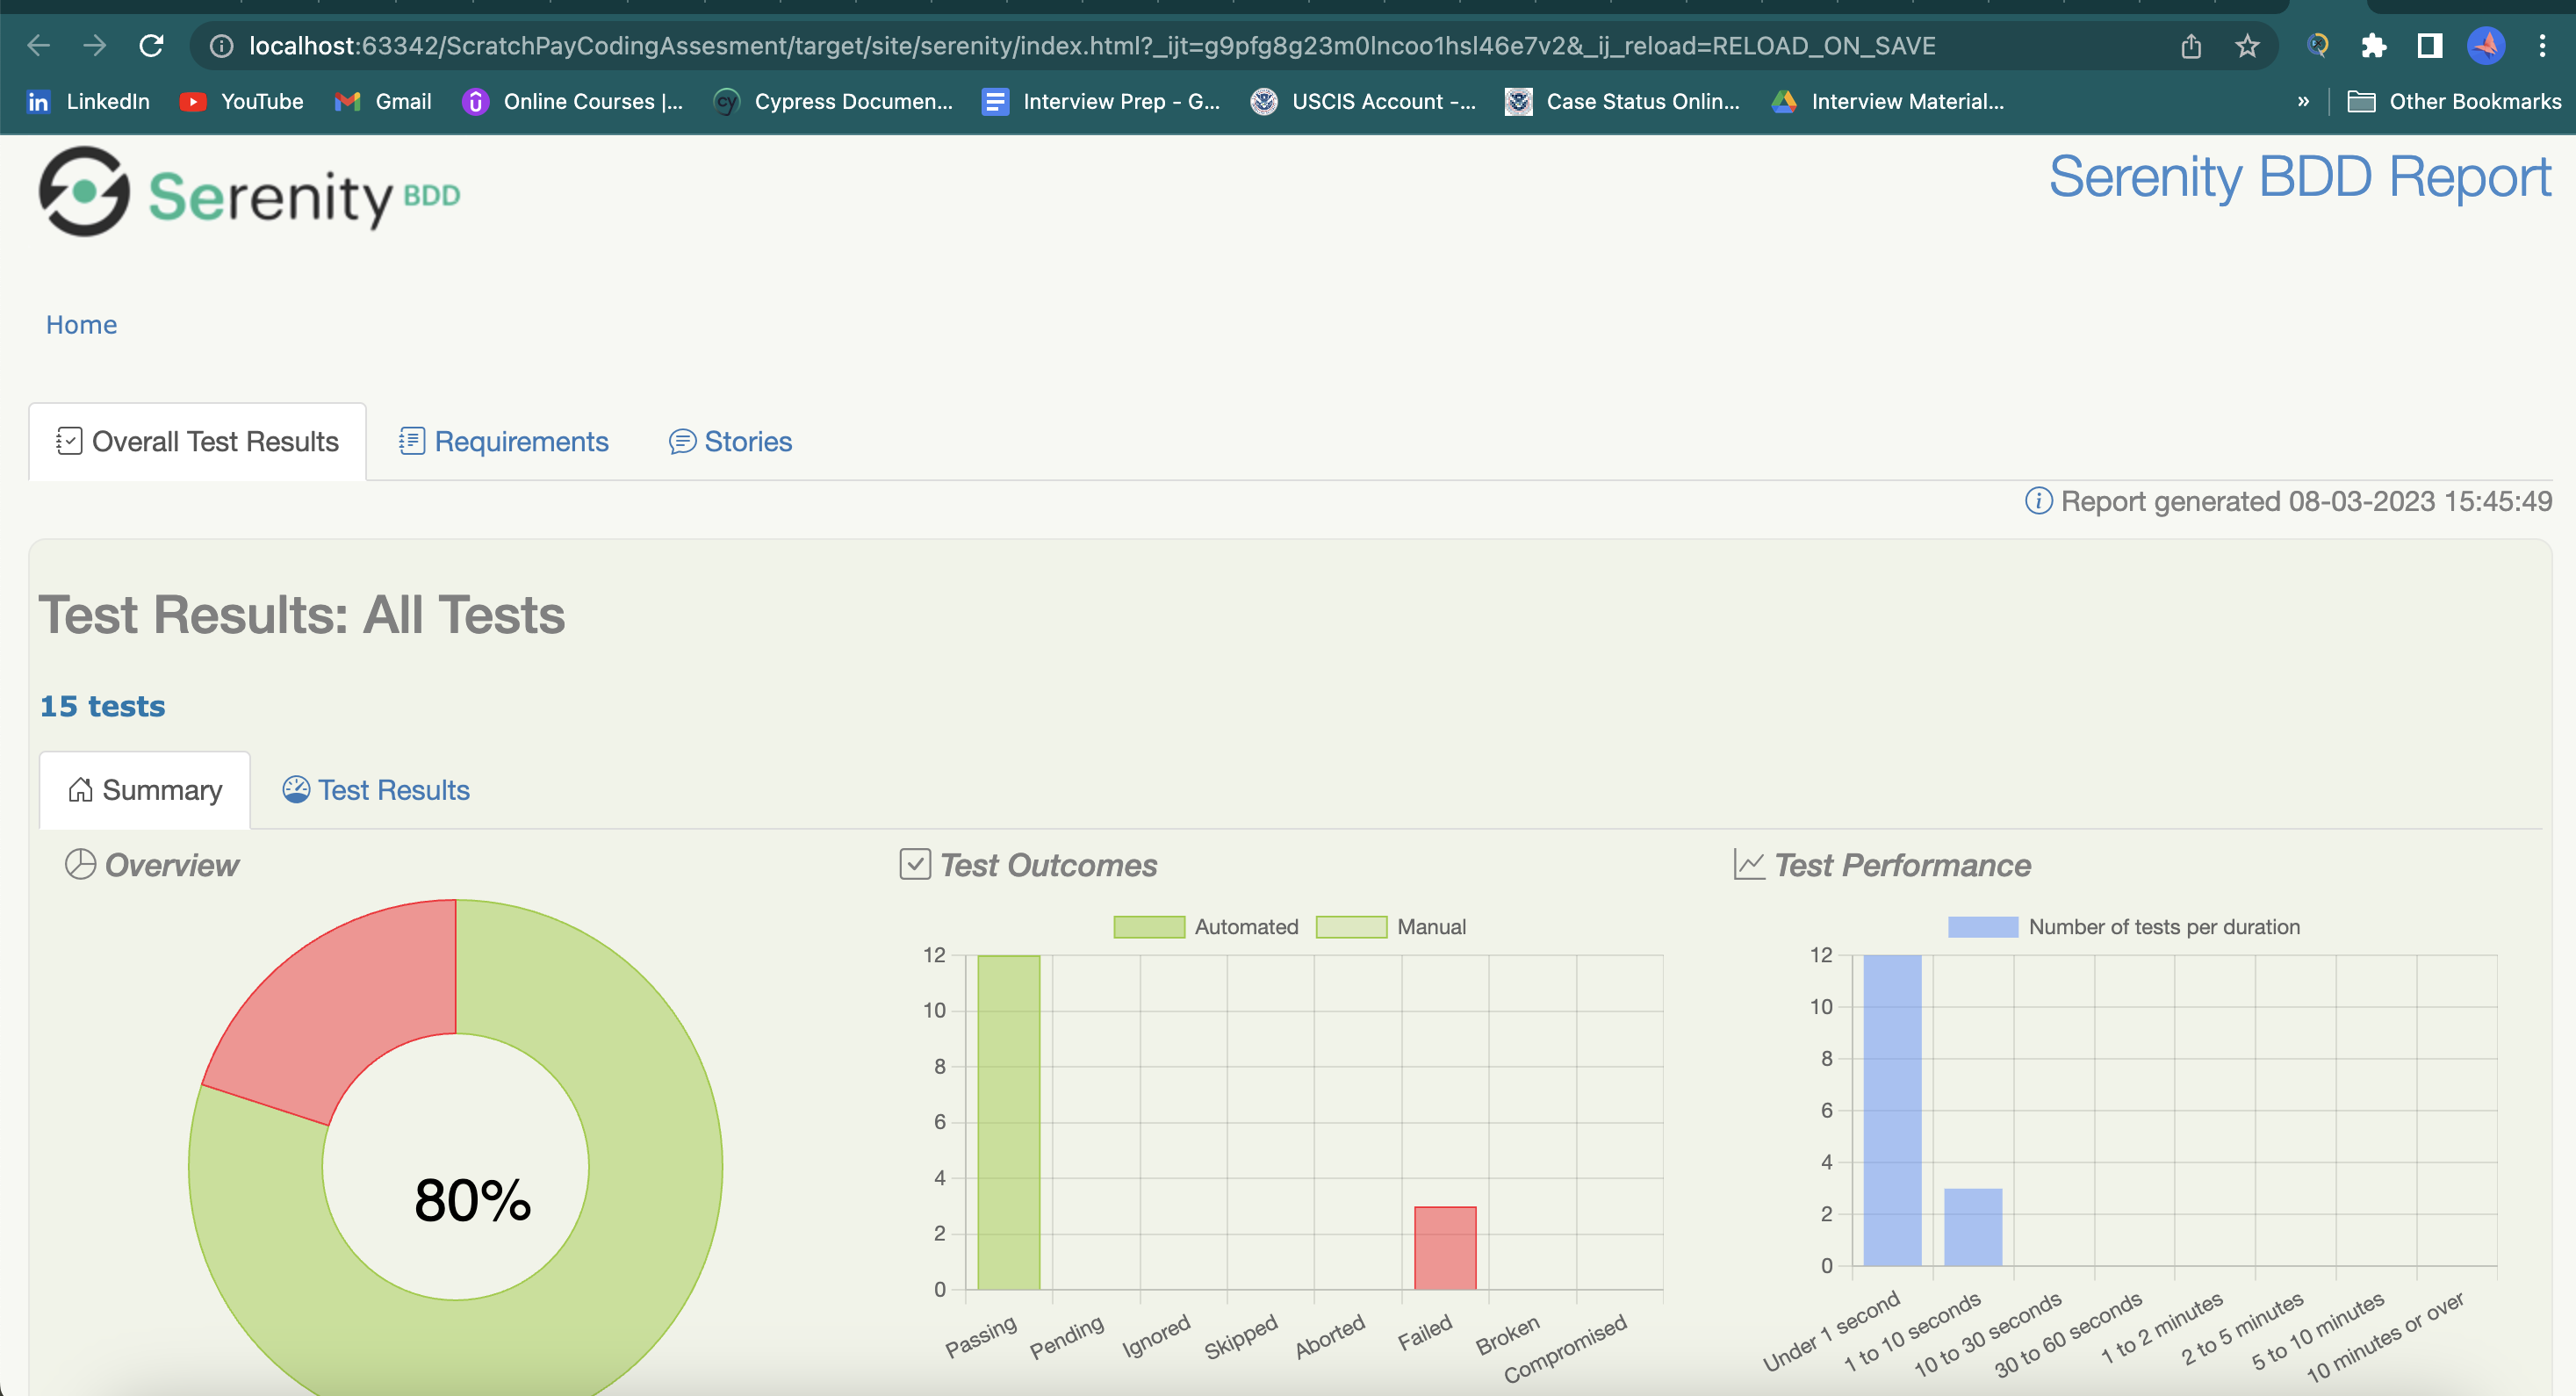 localhost:63342/ScratchPayCodingAssesment/target/site/serenity/index.html?_ijt=g9pfg8g23m0lncoo1hsl46e7v2&_ij_reload=RELOAD_ON_SAVE
in LinkedIn YouTube Gmail Online Courses |... cy Cypress Documen... Interview Prep - G... USCIS Account -... Case Status Onlin... Interview Material... » Other Bookmarks
Serenity BDD
Serenity BDD Report
Home
Overall Test Results Requirements Stories
Report generated 08-03-2023 15:45:49
Test Results: All Tests
15 tests
Summary Test Results
Overview
80%
Test Outcomes
Automated Manual
12
10
8
6
4
2
0
Passing Pending Ignored Skipped Aborted Failed Broken Compromised
Test Performance
Number of tests per duration
12
10
8
6
4
2
0
Under 1 second 1 to 10 seconds 10 to 30 seconds 30 to 60 seconds 1 to 2 minutes 2 to 5 minutes 5 to 10 minutes 10 minutes or over